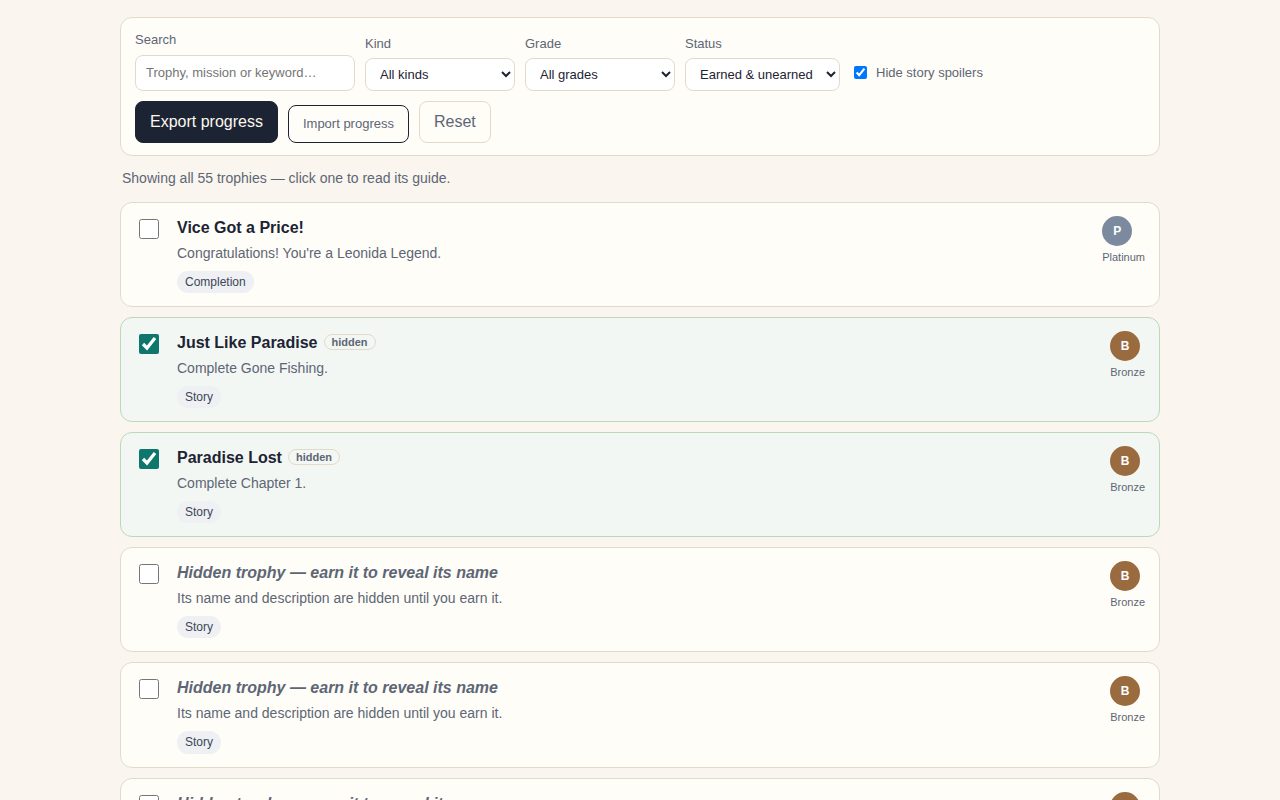 Search
Kind
Grade
Status
Trophy, mission or keyword…
All kinds
All grades
Earned & unearned
Hide story spoilers
Export progress
Import progress
Reset
Showing all 55 trophies — click one to read its guide.
Vice Got a Price!
Congratulations! You're a Leonida Legend.
Completion
P
Platinum
Just Like Paradise hidden
Complete Gone Fishing.
Story
B
Bronze
Paradise Lost hidden
Complete Chapter 1.
Story
B
Bronze
Hidden trophy — earn it to reveal its name
Its name and description are hidden until you earn it.
Story
B
Bronze
Hidden trophy — earn it to reveal its name
Its name and description are hidden until you earn it.
Story
B
Bronze